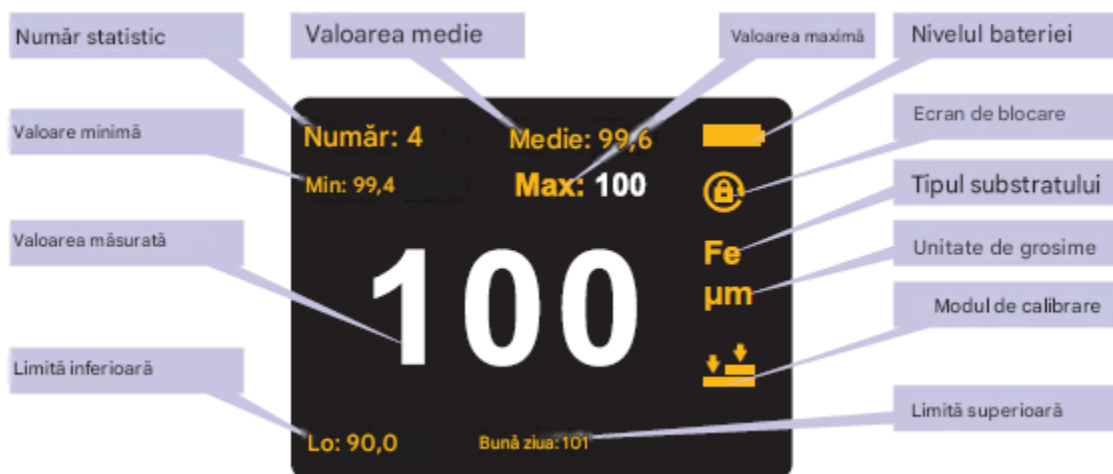 Număr statistic
Valoarea medie
Valoarea maximă
Nivelul bateriei
Valoare minimă
Număr: 4
Medie: 99,6
Ecran de blocare
Min: 99,4
Max: 100
Tipul substratului
Valoarea măsurată
100
Fe
Unitate de grosime
µm
Modul de calibrare
Limită inferioară
Limită superioară
Lo: 90,0
Bună ziua: 101